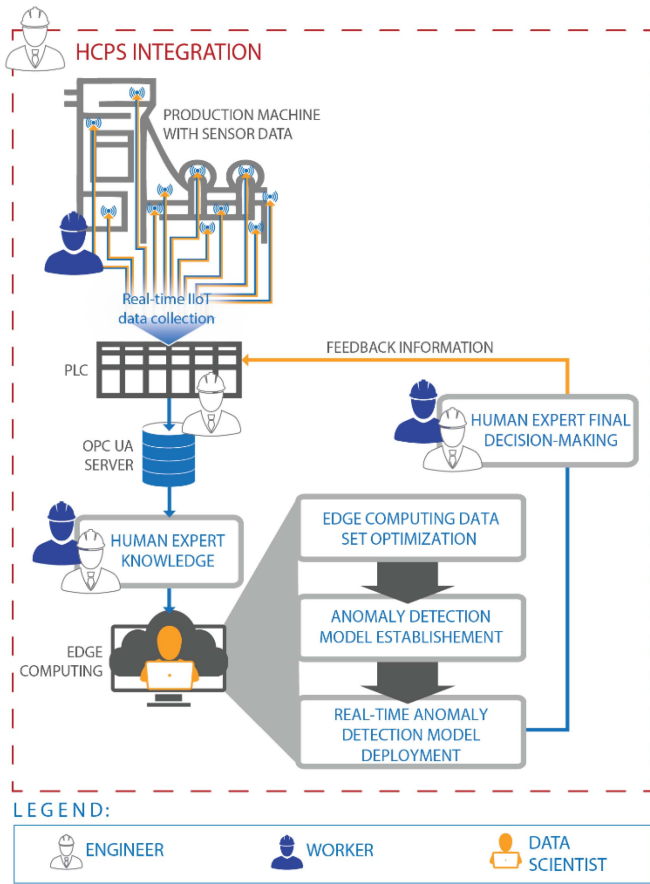 HCPS INTEGRATION
PRODUCTION MACHINE
WITH SENSOR DATA
Real-time IIoT
data collection
PLC
FEEDBACK INFORMATION
HUMAN EXPERT FINAL
DECISION-MAKING
OPC UA
SERVER
HUMAN EXPERT
KNOWLEDGE
EDGE COMPUTING DATA
SET OPTIMIZATION
ANOMALY DETECTION
MODEL ESTABLISHEMENT
EDGE
COMPUTING
REAL-TIME ANOMALY
DETECTION MODEL
DEPLOYMENT
LEGEND:
ENGINEER
WORKER
DATA
SCIENTIST